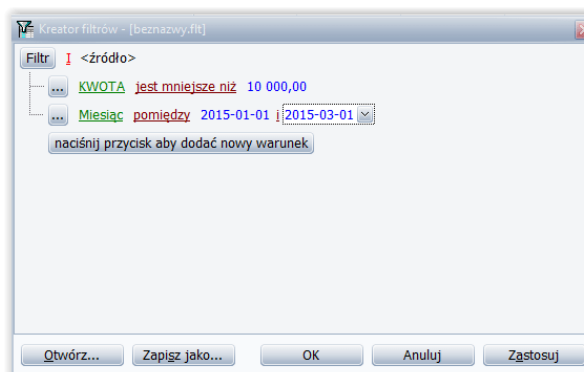 Kreator filtrów - [beznazwy.flt]
Filtr I <źródło>
... KWOTA jest mniejsze niż 10 000,00
... Miesiąc pomiędzy 2015-01-01 i 2015-03-01
naciśnij przycisk aby dodać nowy warunek
Otwórz... Zapisz jako... OK Anuluj Zastosuj